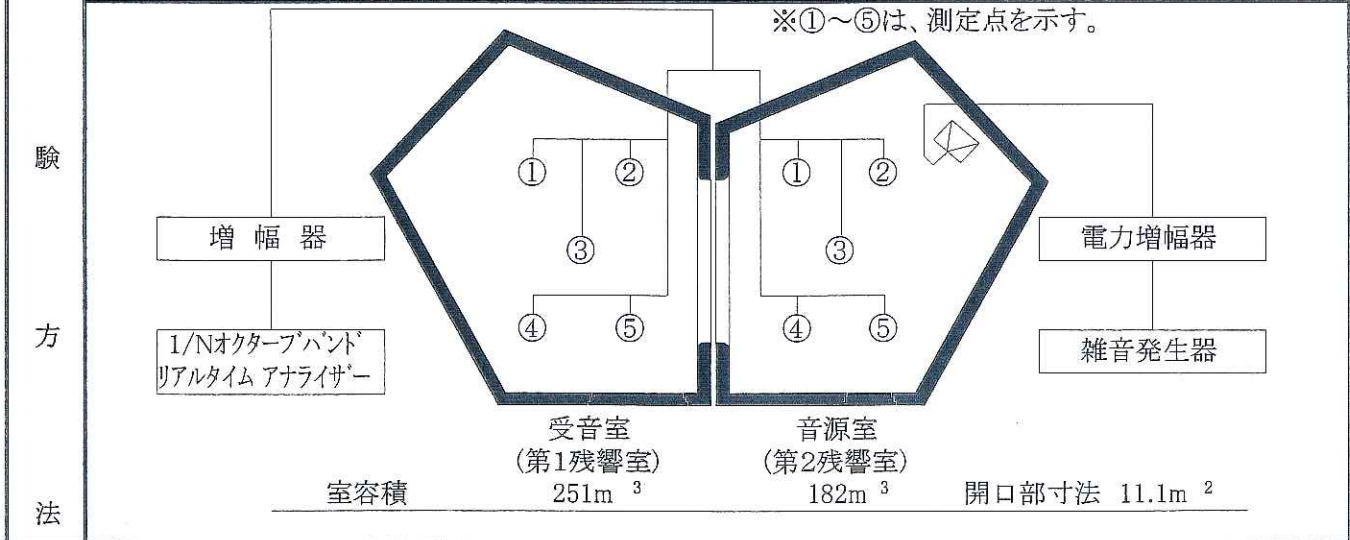 ※①～⑤は、測定点を示す。
験
方
法
① ② ① ②
③ ③
④ ⑤ ④ ⑤
増 幅 器
電力増幅器
1/Nオクターブバンド
リアルタイム アナライザー
雑音発生器
受音室
(第1残響室)
音源室
(第2残響室)
室容積 251m ³ 182m ³ 開口部寸法 11.1m ²